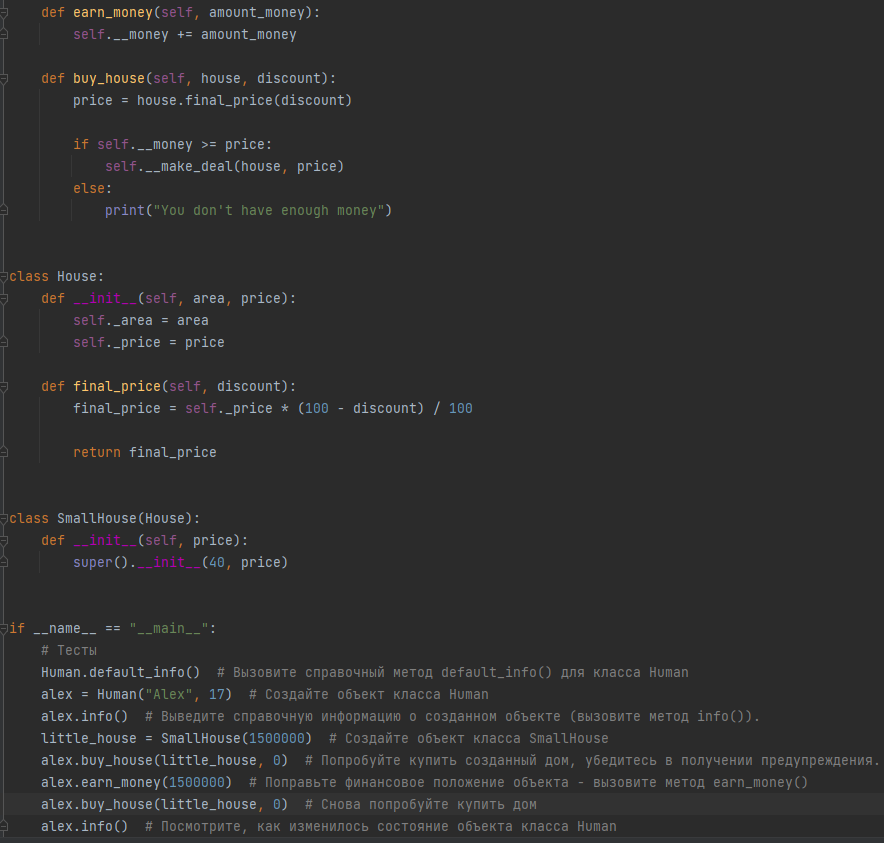 def earn_money(self, amount_money):
self.__money += amount_money
def buy_house(self, house, discount):
price = house.final_price(discount)
if self.__money >= price:
self.__make_deal(house, price)
else:
print("You don't have enough money")
class House:
def __init__(self, area, price):
self._area = area
self._price = price
def final_price(self, discount):
final_price = self._price * (100 - discount) / 100
return final_price
class SmallHouse(House):
def __init__(self, price):
super().__init__(40, price)
if __name__ == "__main__":
# Тесты
Human.default_info()  # Вызовите справочный метод default_info() для класса Human
alex = Human("Alex", 17)  # Создайте объект класса Human
alex.info()  # Выведите справочную информацию о созданном объекте (вызовите метод info()).
little_house = SmallHouse(1500000)  # Создайте объект класса SmallHouse
alex.buy_house(little_house, 0)  # Попробуйте купить созданный дом, убедитесь в получении предупреждения.
alex.earn_money(1500000)  # Поправьте финансовое положение объекта - вызовите метод earn_money()
alex.buy_house(little_house, 0)  # Снова попробуйте купить дом
alex.info()  # Посмотрите, как изменилось состояние объекта класса Human